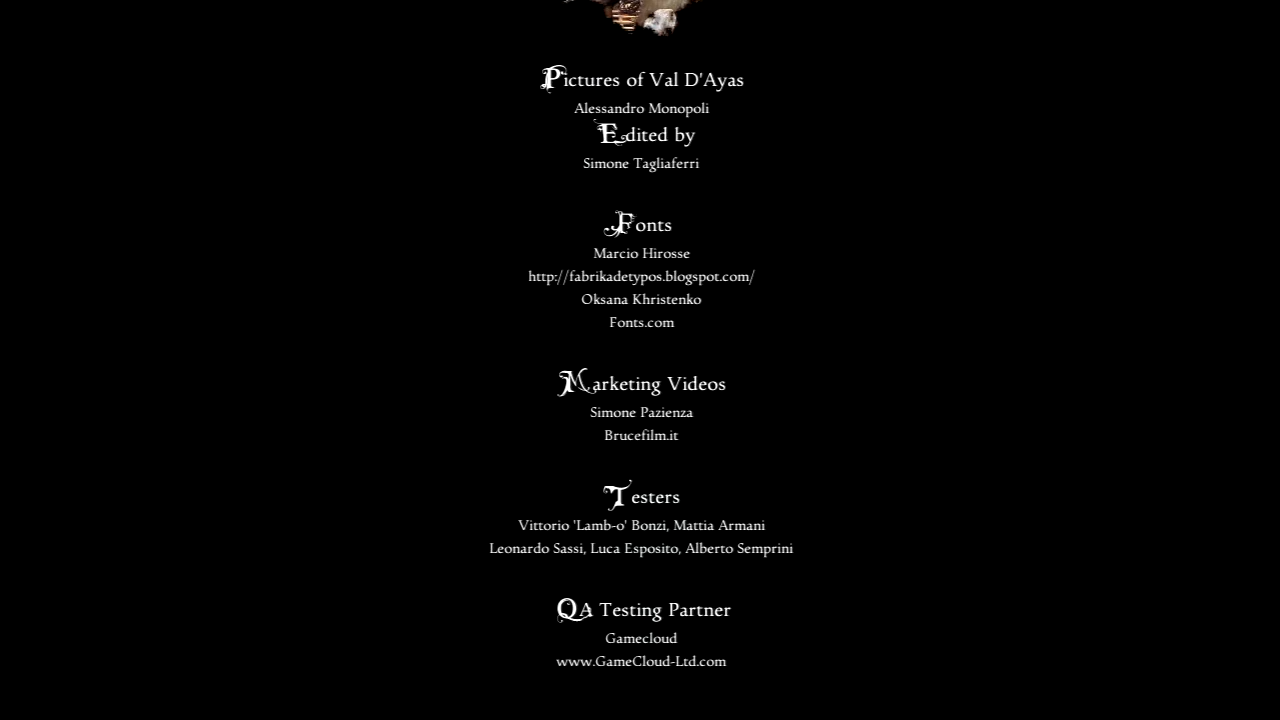 Pictures of Val D'Ayas
Alessandro Monopoli
Edited by
Simone Tagliaferri
Fonts
Marcio Hirosse
http://fabrikadetypos.blogspot.com/
Oksana Khristenko
Fonts.com
Marketing Videos
Simone Pazienza
Brucefilm.it
Testers
Vittorio 'Lamb-o' Bonzi, Mattia Armani
Leonardo Sassi, Luca Esposito, Alberto Semprini
QA Testing Partner
Gamecloud
www.GameCloud-Ltd.com